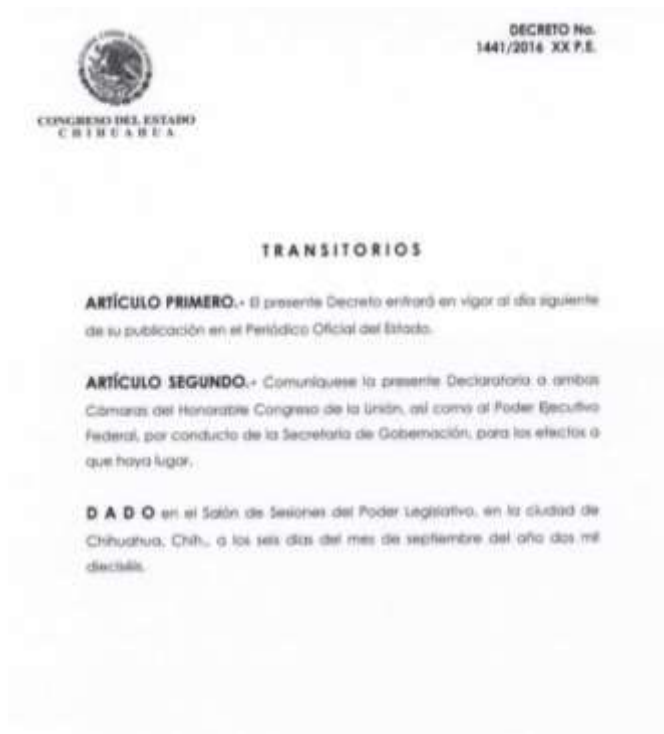 DECRETO No.
1441/2016 XX P.E.
CONGRESO DEL ESTADO
CHIHUAHUA
TRANSITORIOS
ARTÍCULO PRIMERO.- El presente Decreto entrará en vigor al día siguiente
de su publicación en el Periódico Oficial del Estado.
ARTÍCULO SEGUNDO.- Comuníquese la presente Declaratoria a ambas
Cámaras del Honorable Congreso de la Unión, así como al Poder Ejecutivo
Federal, por conducto de la Secretaría de Gobernación, para los efectos a
que haya lugar.
D A D O en el Salón de Sesiones del Poder Legislativo, en la ciudad de
Chihuahua, Chih., a los seis días del mes de septiembre del año dos mil
dieciséis.